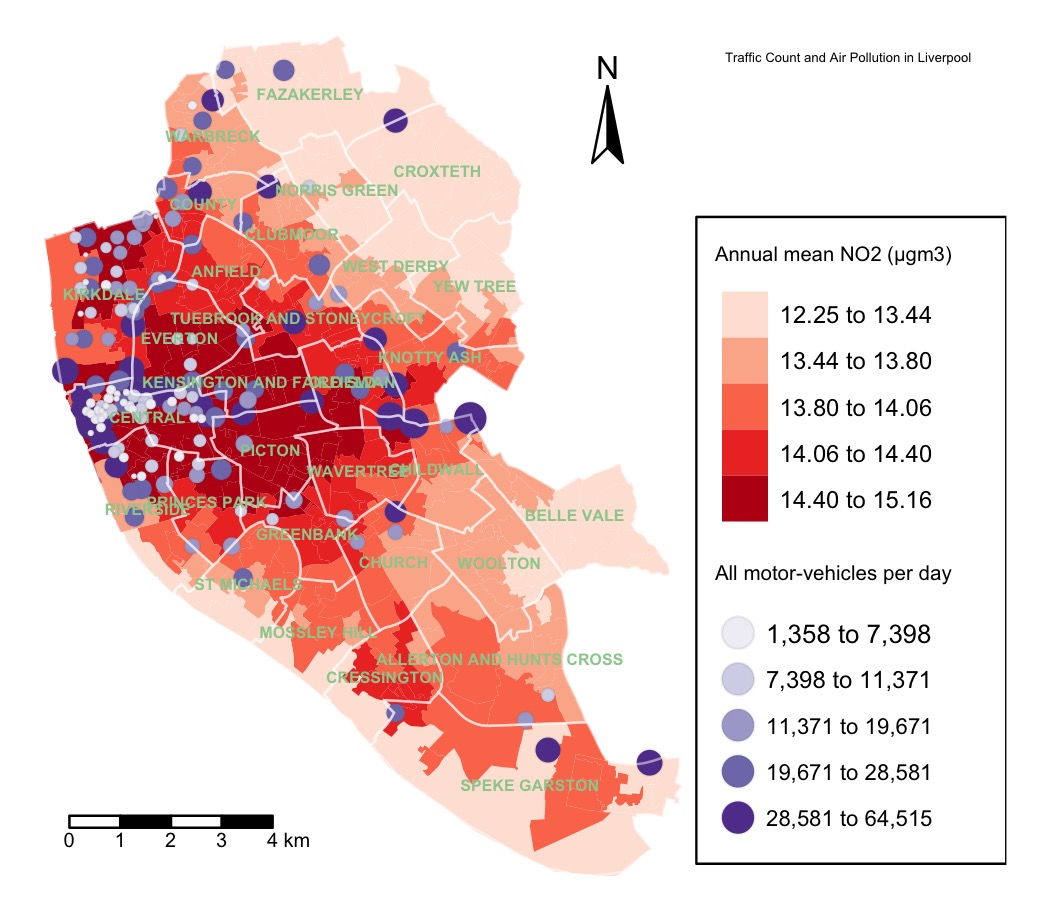 Traffic Count and Air Pollution in Liverpool
N
FAZAKERLEY
WARBRECK
CROXTETH
NORRIS GREEN
COUNTY
CLUBMOOR
ANFIELD
WEST DERBY
YEW TREE
KIRKDALE
TUEBROOK AND STONEYCROFT
EVERTON
KNOTTY ASH
KENSINGTON AND FAIRFIELD
OLD SWAN
CENTRAL
PICTON
WAVERTREE
CHILDWALL
PRINCES PARK
RIVERSIDE
BELLE VALE
GREENBANK
CHURCH
WOOLTON
ST MICHAELS
MOSSLEY HILL
ALLERTON AND HUNTS CROSS
CRESSINGTON
SPEKE GARSTON
0 1 2 3 4 km
Annual mean NO2 (μgm3)
12.25 to 13.44
13.44 to 13.80
13.80 to 14.06
14.06 to 14.40
14.40 to 15.16
All motor-vehicles per day
1,358 to 7,398
7,398 to 11,371
11,371 to 19,671
19,671 to 28,581
28,581 to 64,515